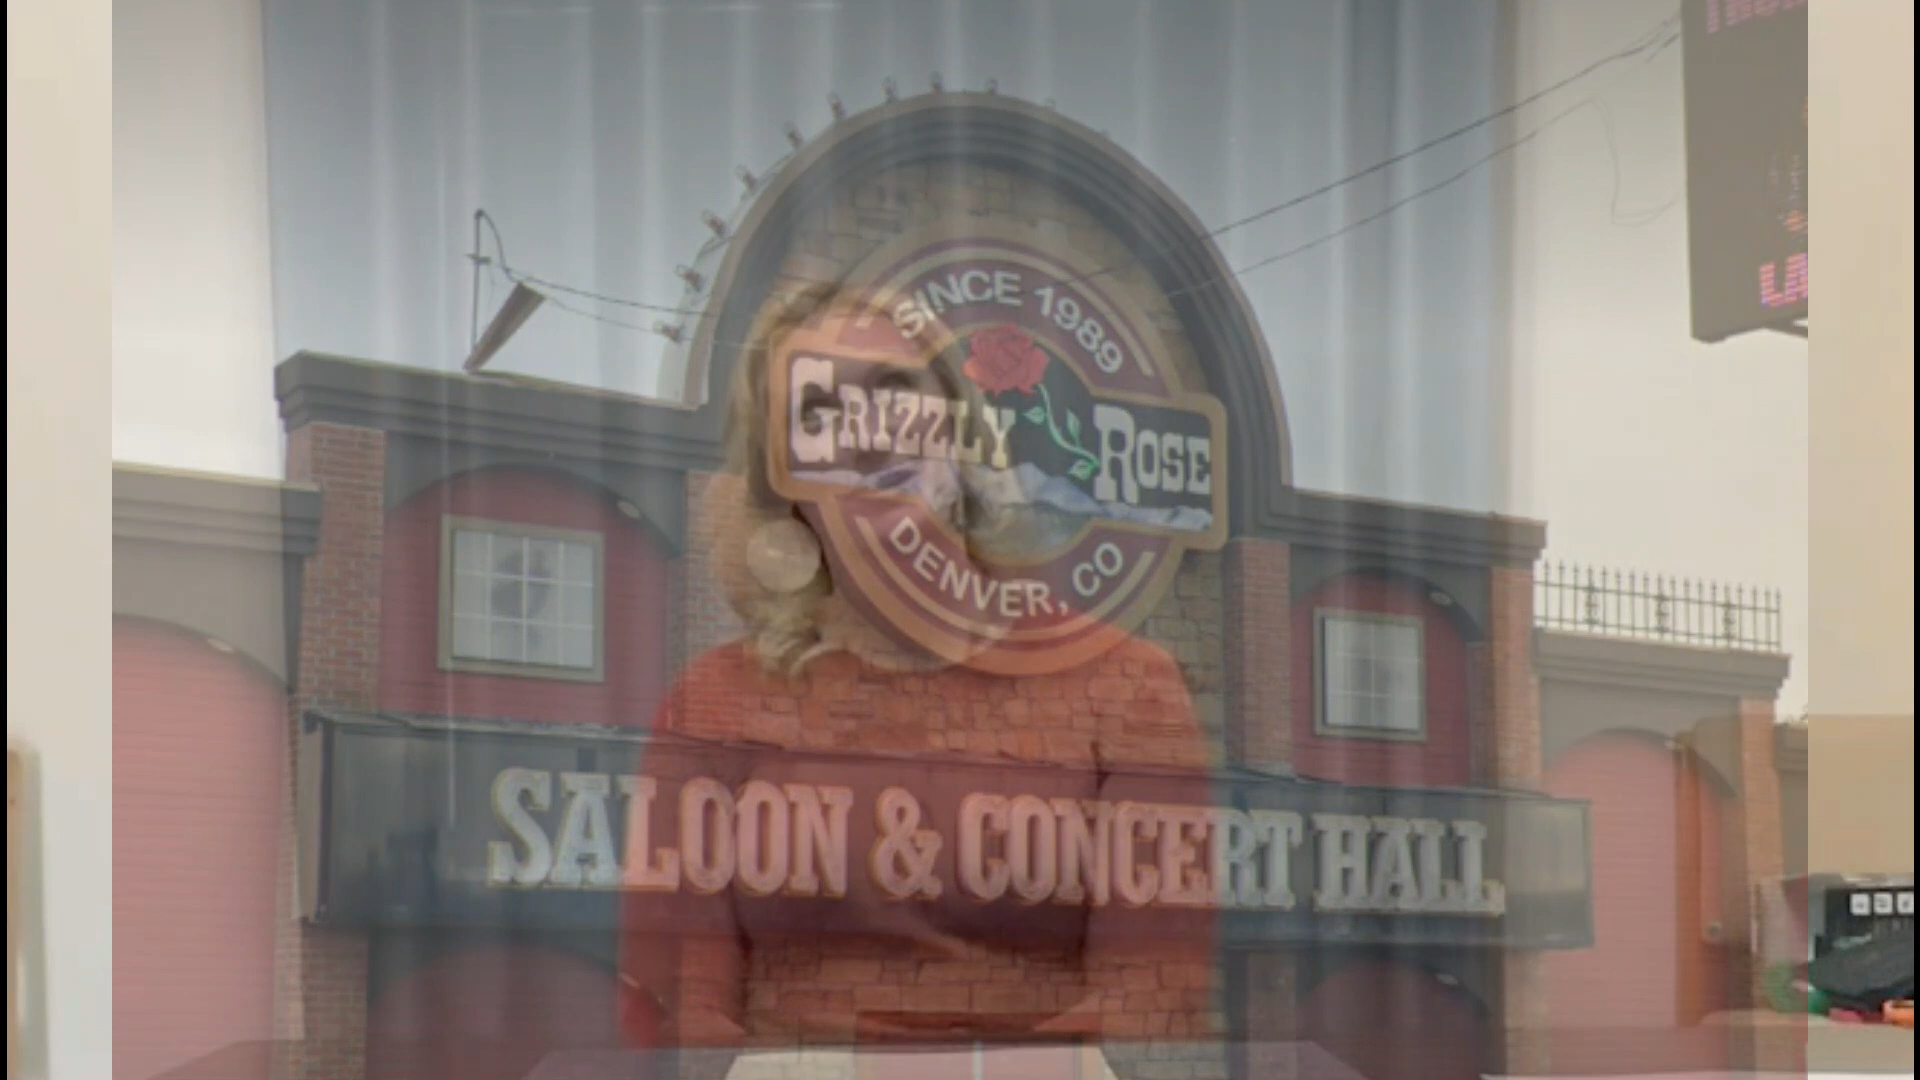 SINCE 1989
GRIZZLY ROSE
DENVER, CO
SALOON & CONCERT HALL